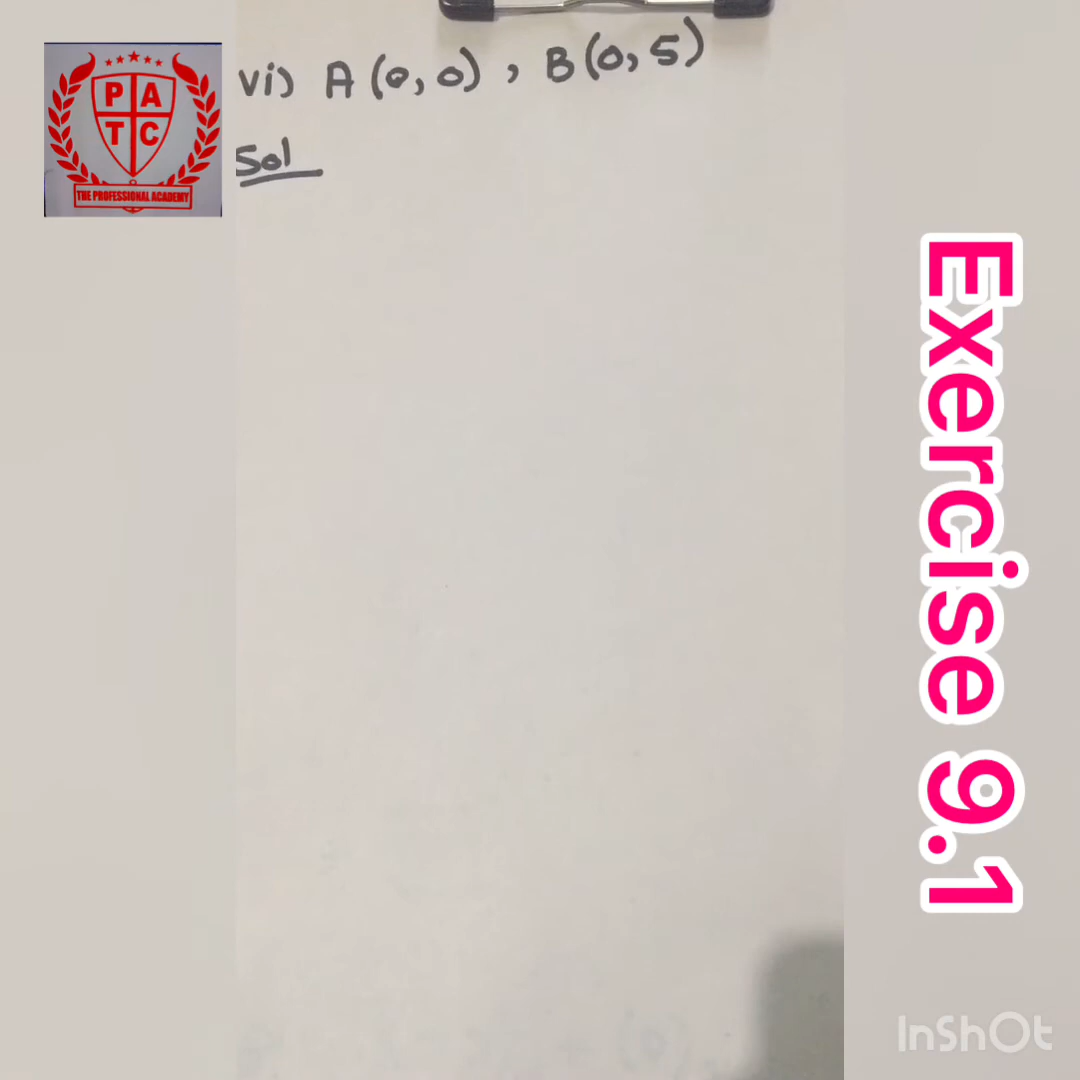 vi) A (0, 0) , B (0, 5)
Sol
P A
T C
THE PROFESSIONAL ACADEMY
Exercise 9.1
InShOt